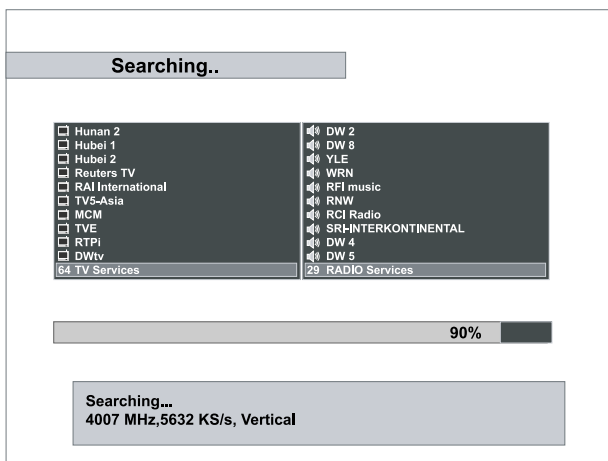 Searching..
Hunan 2
Hubei 1
Hubei 2
Reuters TV
RAI International
TV5-Asia
MCM
TVE
RTPi
DWtv
64 TV Services
DW 2
DW 8
YLE
WRN
RFI music
RNW
RCI Radio
SRI-INTERKONTINENTAL
DW 4
DW 5
29 RADIO Services
90%
Searching...
4007 MHz,5632 KS/s, Vertical